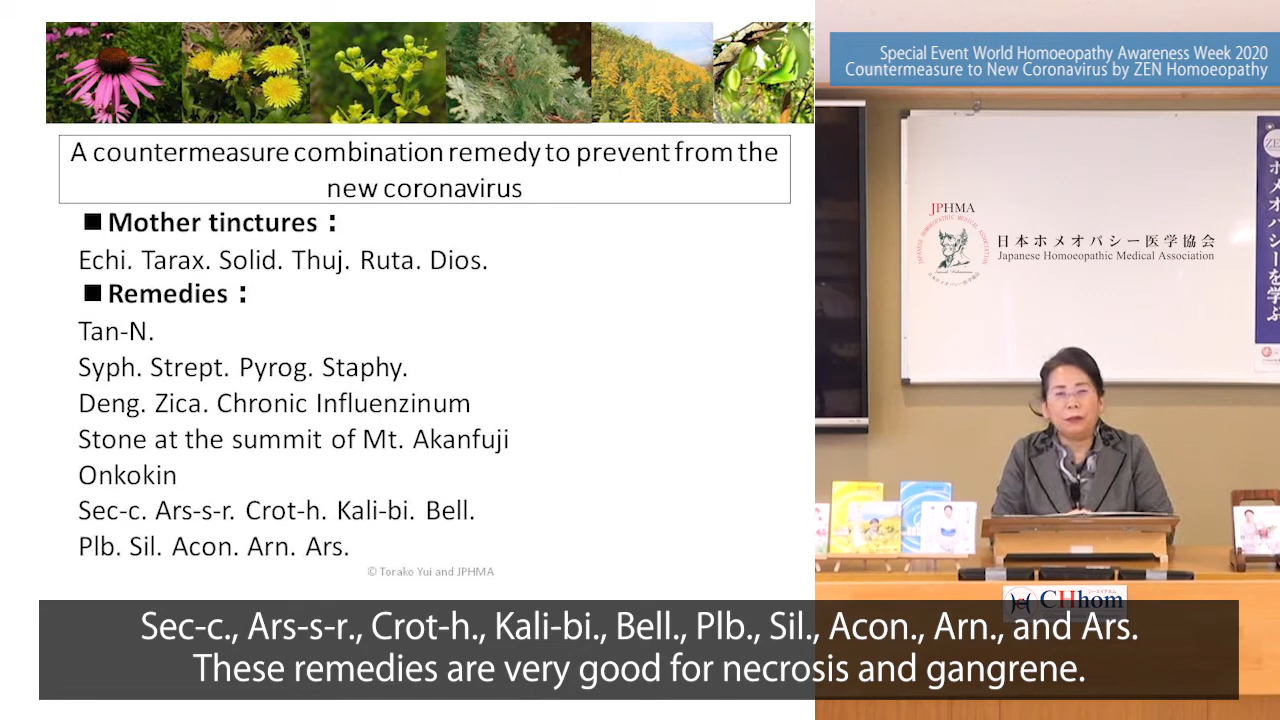 Special Event World Homoeopathy Awareness Week 2020
Countermeasure to New Coronavirus by ZEN Homoeopathy
A countermeasure combination remedy to prevent from the
new coronavirus
■ Mother tinctures：
Echi. Tarax. Solid. Thuj. Ruta. Dios.
■ Remedies：
Tan-N.
Syph. Strept. Pyrog. Staphy.
Deng. Zica. Chronic Influenzinum
Stone at the summit of Mt. Akanfuji
Onkokin
Sec-c. Ars-s-r. Crot-h. Kali-bi. Bell.
Plb. Sil. Acon. Arn. Ars.
© Torako Yui and JPHMA
JPHMA
日本ホメオパシー医学協会
Japanese Homoeopathic Medical Association
ZEN
ホメオパシーを学ぶ
CHhom
Sec-c., Ars-s-r., Crot-h., Kali-bi., Bell., Plb., Sil., Acon., Arn., and Ars.
These remedies are very good for necrosis and gangrene.